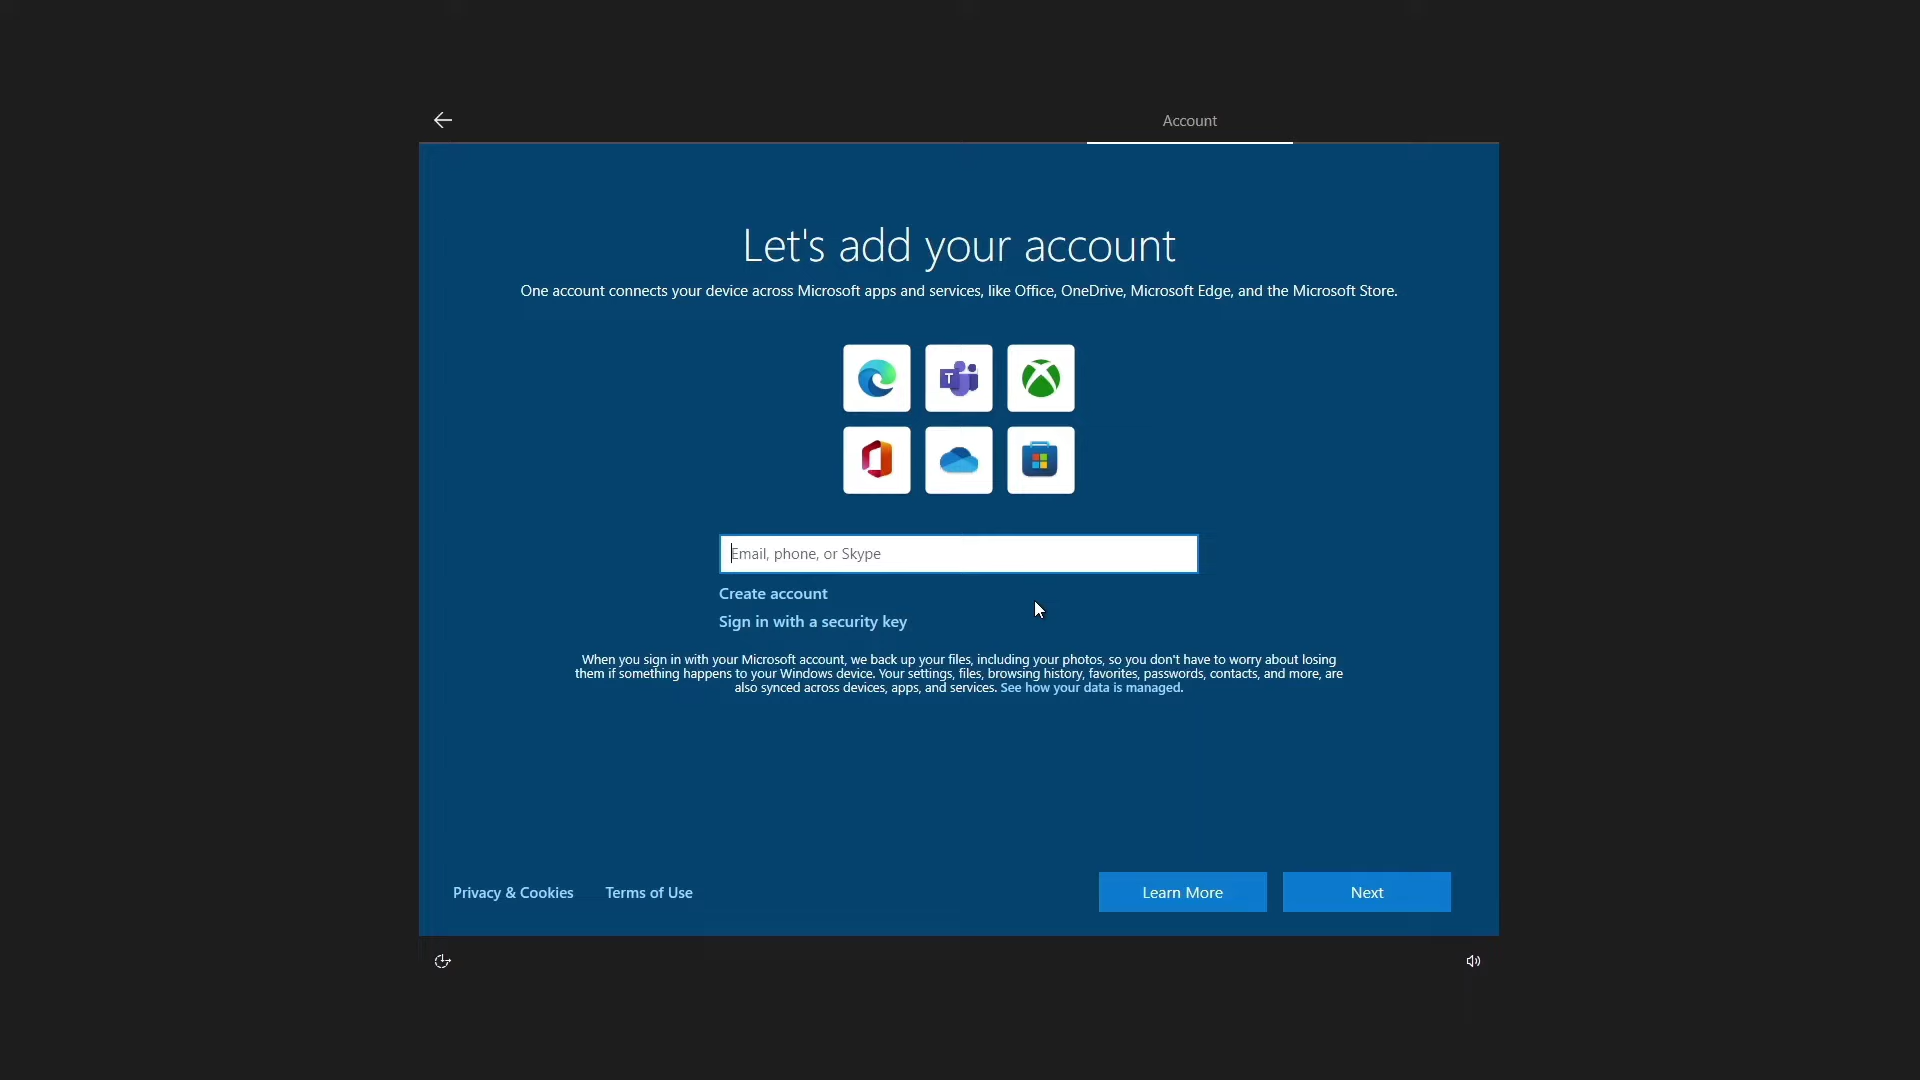 Account
Let's add your account
One account connects your device across Microsoft apps and services, like Office, OneDrive, Microsoft Edge, and the Microsoft Store.
T
Email, phone, or Skype
Create account
Sign in with a security key
When you sign in with your Microsoft account, we back up your files, including your photos, so you don't have to worry about losing
them if something happens to your Windows device. Your settings, files, browsing history, favorites, passwords, contacts, and more, are
also synced across devices, apps, and services. See how your data is managed.
Privacy & Cookies Terms of Use Learn More Next